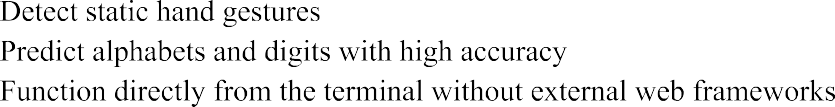 Detect static hand gestures
Predict alphabets and digits with high accuracy
Function directly from the terminal without external web frameworks